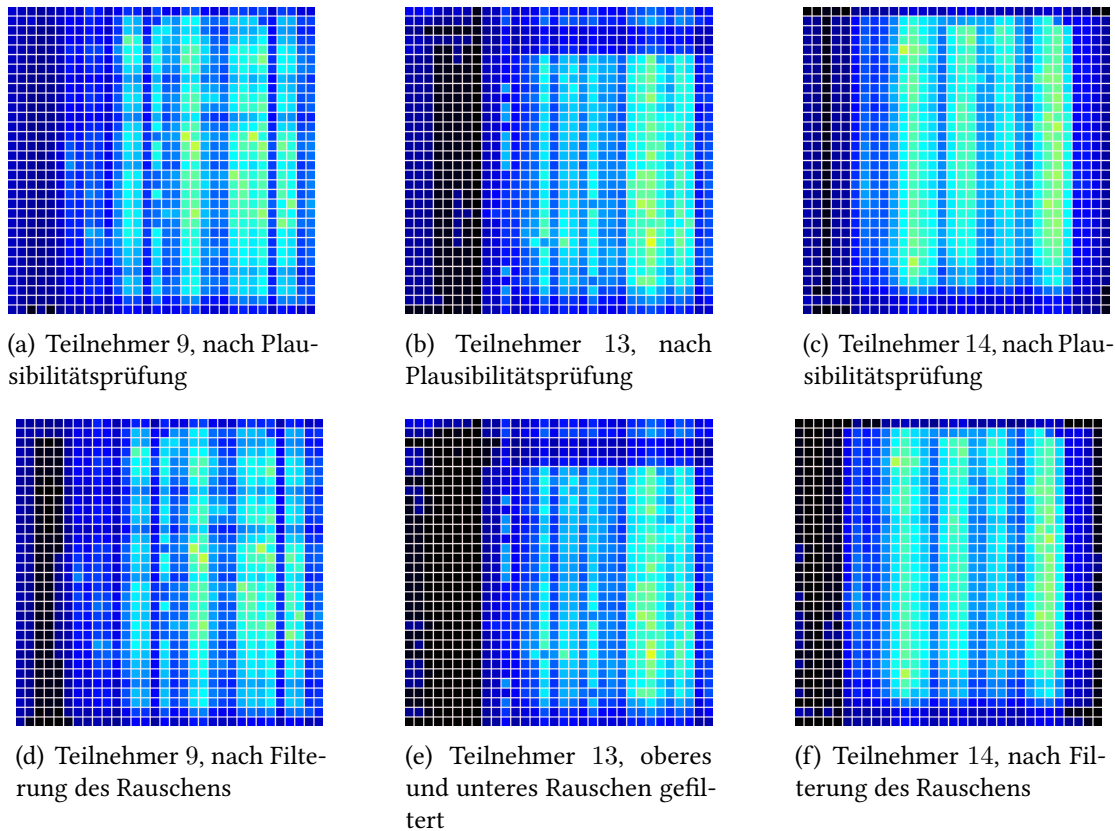 (a) Teilnehmer 9, nach Plau-
sibilitätsprüfung
(b) Teilnehmer 13, nach
Plausibilitätsprüfung
(c) Teilnehmer 14, nach Plau-
sibilitätsprüfung
(d) Teilnehmer 9, nach Filte-
rung des Rauschens
(e) Teilnehmer 13, oberes
und unteres Rauschen gefil-
tert
(f) Teilnehmer 14, nach Fil-
terung des Rauschens